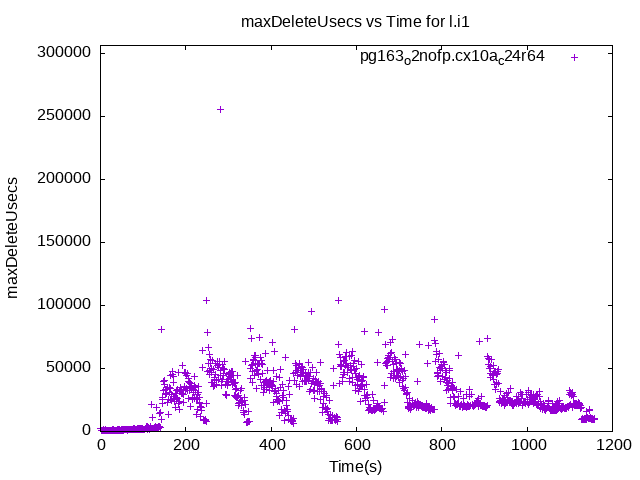 maxDeleteUsecs vs Time for l.i1
300000
pg163o2nofp.cx10ac24r64
250000
200000
150000
100000
50000
0
maxDeleteUsecs
0 200 400 600 800 1000 1200
Time(s)